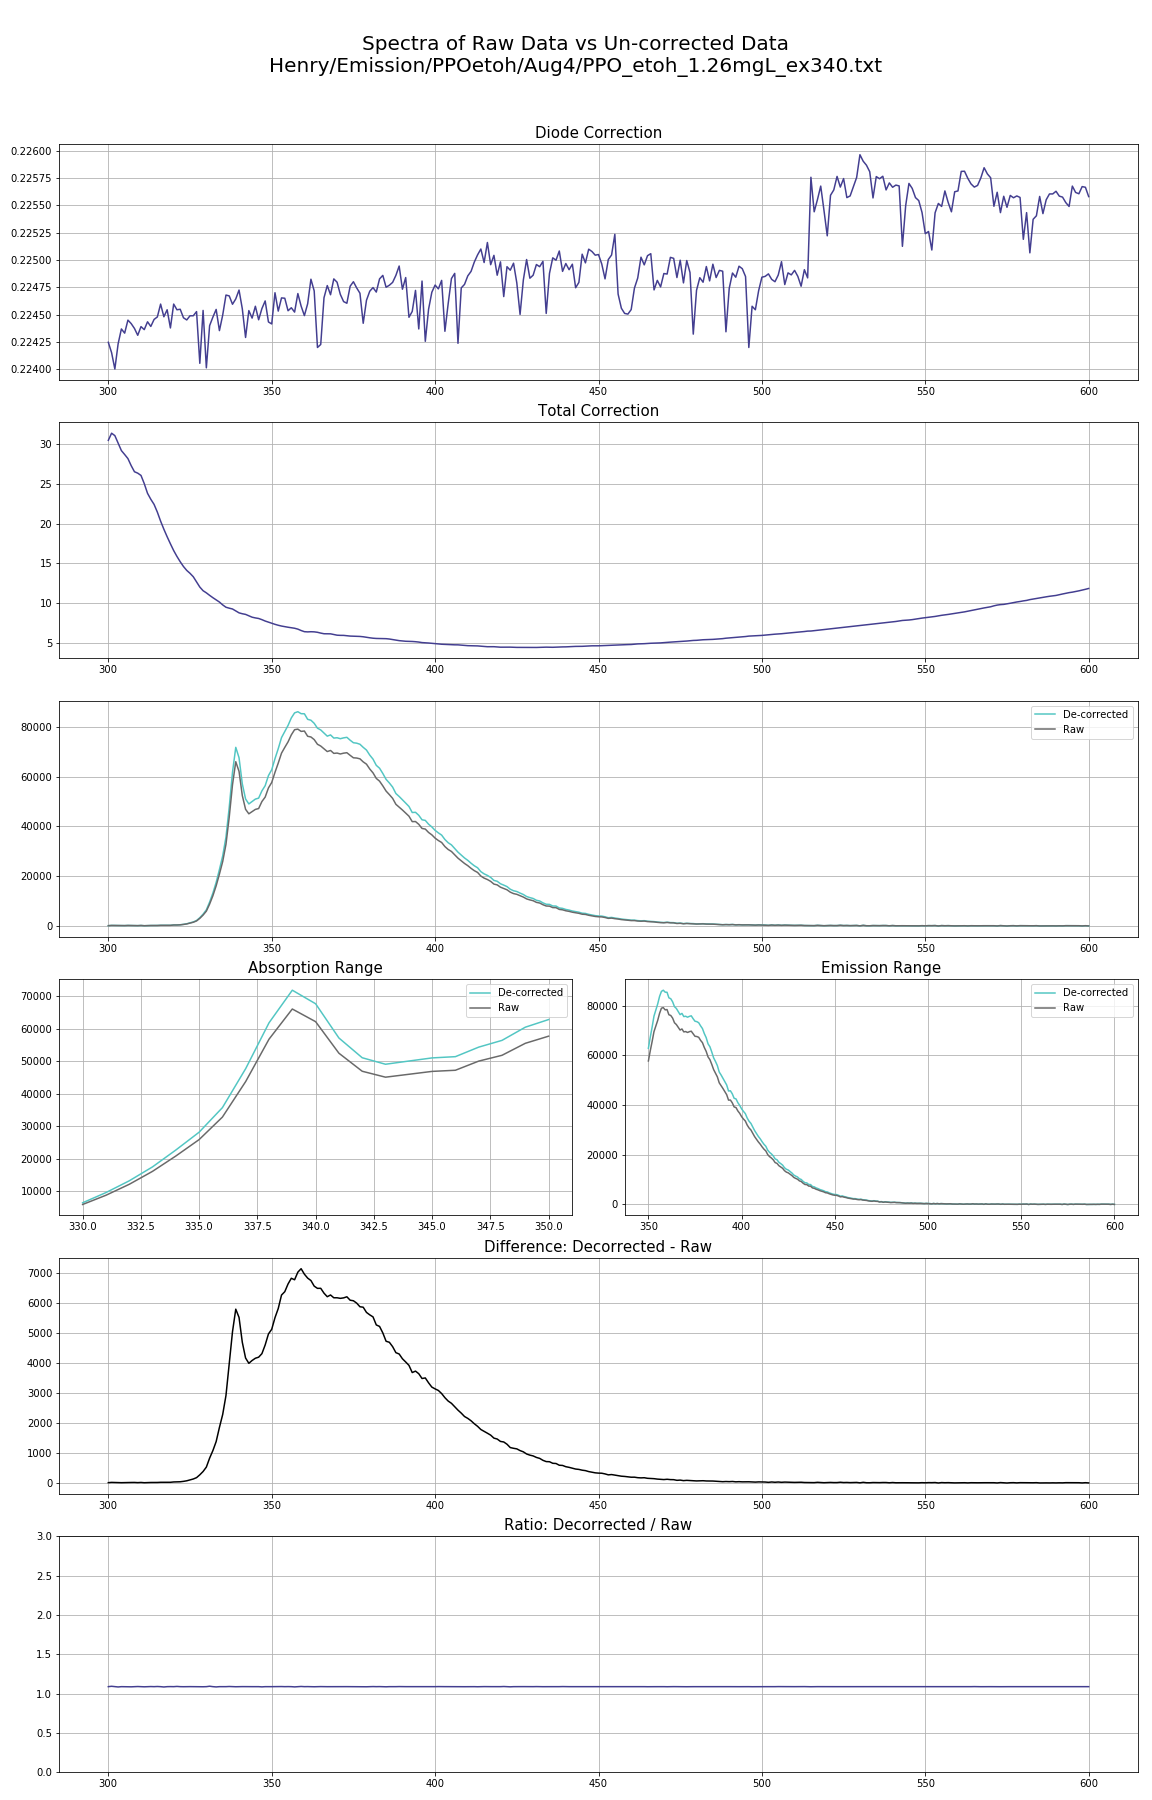 Spectra of Raw Data vs Un-corrected Data
Henry/Emission/PPOetoh/Aug4/PPO_etoh_1.26mgL_ex340.txt
Diode Correction
0.22600
0.22575
0.22550
0.22525
0.22500
0.22475
0.22450
0.22425
0.22400
300 350 400 450 500 550 600
Total Correction
30
25
20
15
10
5
300 350 400 450 500 550 600
De-corrected
Raw
80000
60000
40000
20000
0
300 350 400 450 500 550 600
Absorption Range
De-corrected
Raw
70000
60000
50000
40000
30000
20000
10000
330.0 332.5 335.0 337.5 340.0 342.5 345.0 347.5 350.0
Emission Range
De-corrected
Raw
80000
60000
40000
20000
0
350 400 450 500 550 600
Difference: Decorrected - Raw
7000
6000
5000
4000
3000
2000
1000
0
300 350 400 450 500 550 600
Ratio: Decorrected / Raw
3.0
2.5
2.0
1.5
1.0
0.5
0.0
300 350 400 450 500 550 600